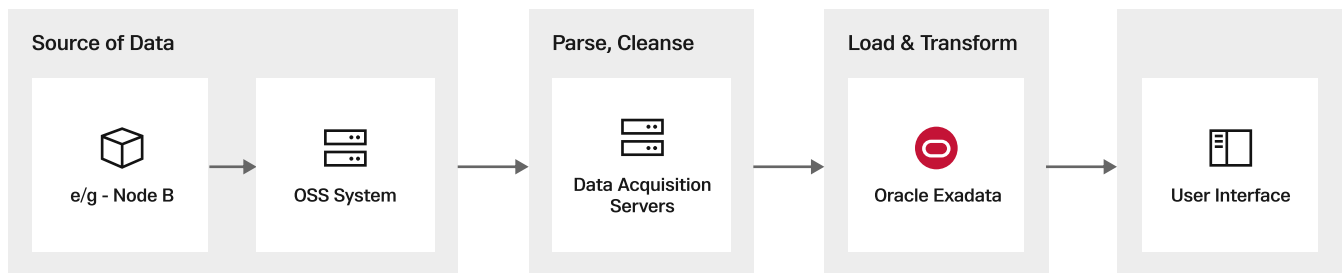 Source of Data
e/g - Node B
OSS System
Parse, Cleanse
Data Acquisition
Servers
Load & Transform
Oracle Exadata
User Interface